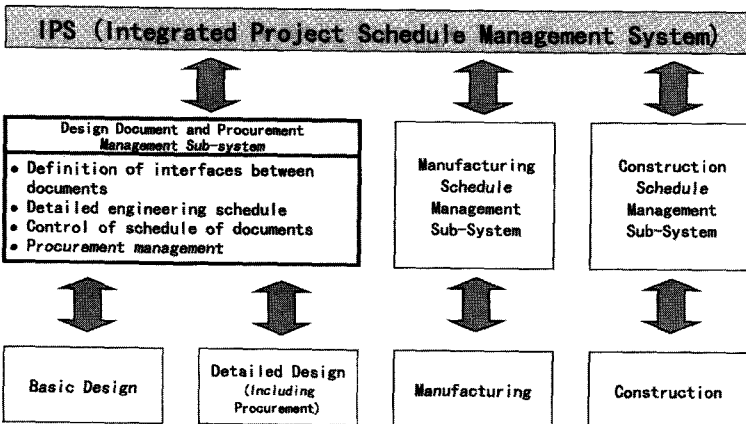 IPS (Integrated Project Schedule Management System)
Design Document and Procurement
Management Sub-system
• Definition of interfaces between
documents
• Detailed engineering schedule
• Control of schedule of documents
• Procurement management
Manufacturing
Schedule
Management
Sub-System
Construction
Schedule
Management
Sub-System
Basic Design
Detailed Design
(Including
Procurement)
Manufacturing
Construction